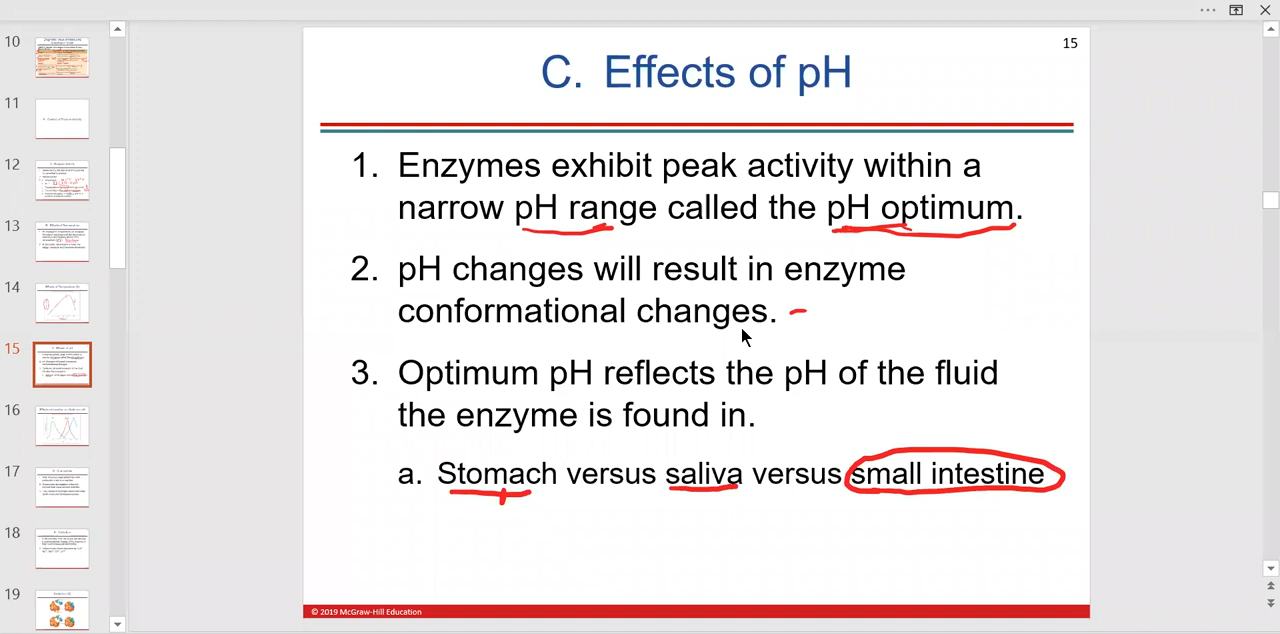 10
11
12
13
14
15
16
17
18
19
15
C. Effects of pH
1. Enzymes exhibit peak activity within a
narrow pH range called the pH optimum.
2. pH changes will result in enzyme
conformational changes.
3. Optimum pH reflects the pH of the fluid
the enzyme is found in.
a. Stomach versus saliva versus small intestine
© 2019 McGraw-Hill Education